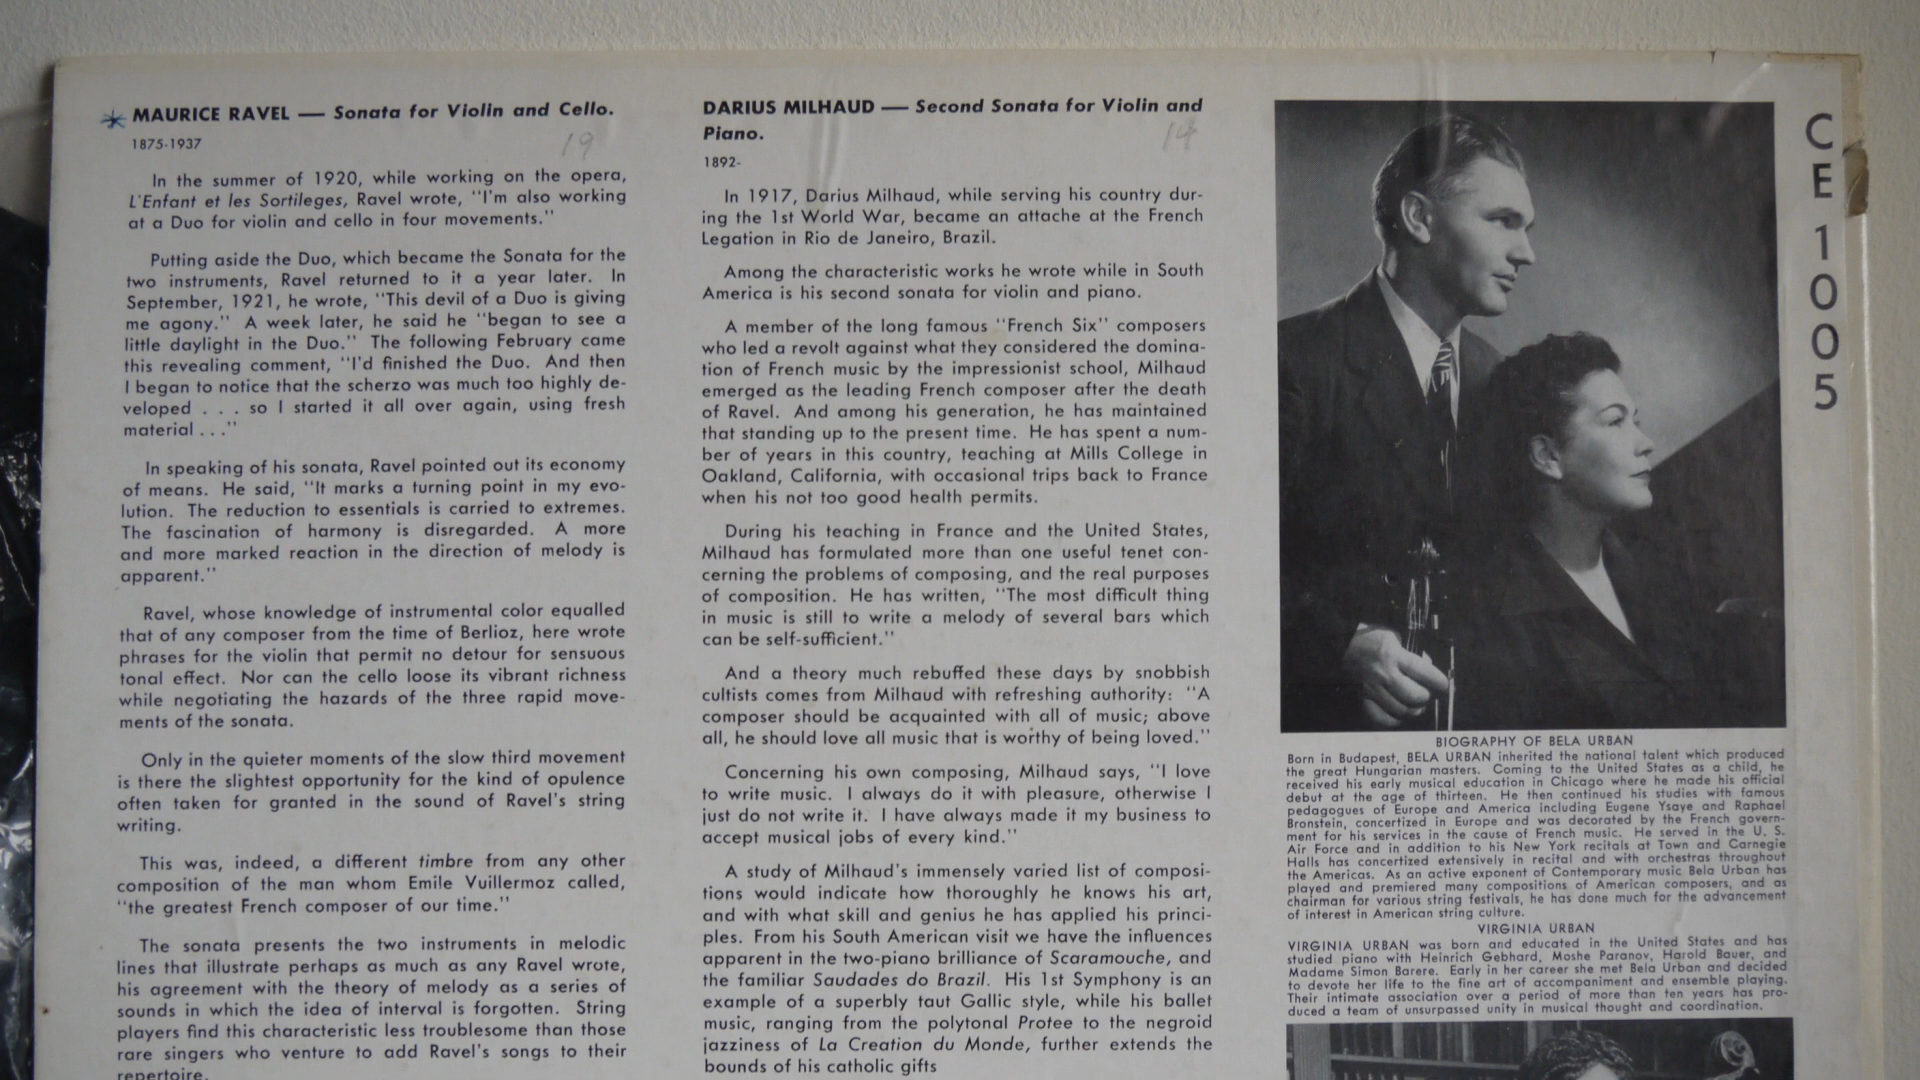 MAURICE RAVEL — Sonata for Violin and Cello.
1875-1937
19
In the summer of 1920, while working on the opera,
L'Enfant et les Sortileges, Ravel wrote, "I'm also working
at a Duo for violin and cello in four movements."
Putting aside the Duo, which became the Sonata for the
two instruments, Ravel returned to it a year later. In
September, 1921, he wrote, "This devil of a Duo is giving
me agony." A week later, he said he "began to see a
little daylight in the Duo." The following February came
this revealing comment, "I'd finished the Duo. And then
I began to notice that the scherzo was much too highly de-
veloped . . . so I started it all over again, using fresh
material . . ."
In speaking of his sonata, Ravel pointed out its economy
of means. He said, "It marks a turning point in my evo-
lution. The reduction to essentials is carried to extremes.
The fascination of harmony is disregarded. A more
and more marked reaction in the direction of melody is
apparent."
Ravel, whose knowledge of instrumental color equalled
that of any composer from the time of Berlioz, here wrote
phrases for the violin that permit no detour for sensuous
tonal effect. Nor can the cello loose its vibrant richness
while negotiating the hazards of the three rapid move-
ments of the sonata.
Only in the quieter moments of the slow third movement
is there the slightest opportunity for the kind of opulence
often taken for granted in the sound of Ravel's string
writing.
This was, indeed, a different timbre from any other
composition of the man whom Emile Vuillermoz called,
"the greatest French composer of our time."
The sonata presents the two instruments in melodic
lines that illustrate perhaps as much as any Ravel wrote,
his agreement with the theory of melody as a series of
sounds in which the idea of interval is forgotten. String
players find this characteristic less troublesome than those
rare singers who venture to add Ravel's songs to their
repertoire.
DARIUS MILHAUD — Second Sonata for Violin and
Piano.
14
1892-
In 1917, Darius Milhaud, while serving his country dur-
ing the 1st World War, became an attache at the French
Legation in Rio de Janeiro, Brazil.
Among the characteristic works he wrote while in South
America is his second sonata for violin and piano.
A member of the long famous "French Six" composers
who led a revolt against what they considered the domina-
tion of French music by the impressionist school, Milhaud
emerged as the leading French composer after the death
of Ravel. And among his generation, he has maintained
that standing up to the present time. He has spent a num-
ber of years in this country, teaching at Mills College in
Oakland, California, with occasional trips back to France
when his not too good health permits.
During his teaching in France and the United States,
Milhaud has formulated more than one useful tenet con-
cerning the problems of composing, and the real purposes
of composition. He has written, "The most difficult thing
in music is still to write a melody of several bars which
can be self-sufficient."
And a theory much rebuffed these days by snobbish
cultists comes from Milhaud with refreshing authority: "A
composer should be acquainted with all of music; above
all, he should love all music that is worthy of being loved."
Concerning his own composing, Milhaud says, "I love
to write music. I always do it with pleasure, otherwise I
just do not write it. I have always made it my business to
accept musical jobs of every kind."
A study of Milhaud's immensely varied list of composi-
tions would indicate how thoroughly he knows his art,
and with what skill and genius he has applied his princi-
ples. From his South American visit we have the influences
apparent in the two-piano brilliance of Scaramouche, and
the familiar Saudades do Brazil. His 1st Symphony is an
example of a superbly taut Gallic style, while his ballet
music, ranging from the polytonal Protee to the negroid
jazziness of La Creation du Monde, further extends the
bounds of his catholic gifts
CE 1005
BIOGRAPHY OF BELA URBAN
Born in Budapest, BELA URBAN inherited the national talent which produced
the great Hungarian masters. Coming to the United States as a child, he
received his early musical education in Chicago where he made his official
debut at the age of thirteen. He then continued his studies with famous
pedagogues of Europe and America including Eugene Ysaye and Raphael
Bronstein, concertized in Europe and was decorated by the French govern-
ment for his services in the cause of French music. He served in the U. S.
Air Force and in addition to his New York recitals at Town and Carnegie
Halls has concertized extensively in recital and with orchestras throughout
the Americas. As an active exponent of Contemporary music Bela Urban has
played and premiered many compositions of American composers, and as
chairman for various string festivals, he has done much for the advancement
of interest in American string culture.
VIRGINIA URBAN
VIRGINIA URBAN was born and educated in the United States and has
studied piano with Heinrich Gebhard, Moshe Paranov, Harold Bauer, and
Madame Simon Barere. Early in her career she met Bela Urban and decided
to devote her life to the fine art of accompaniment and ensemble playing.
Their intimate association over a period of more than ten years has pro-
duced a team of unsurpassed unity in musical thought and coordination.